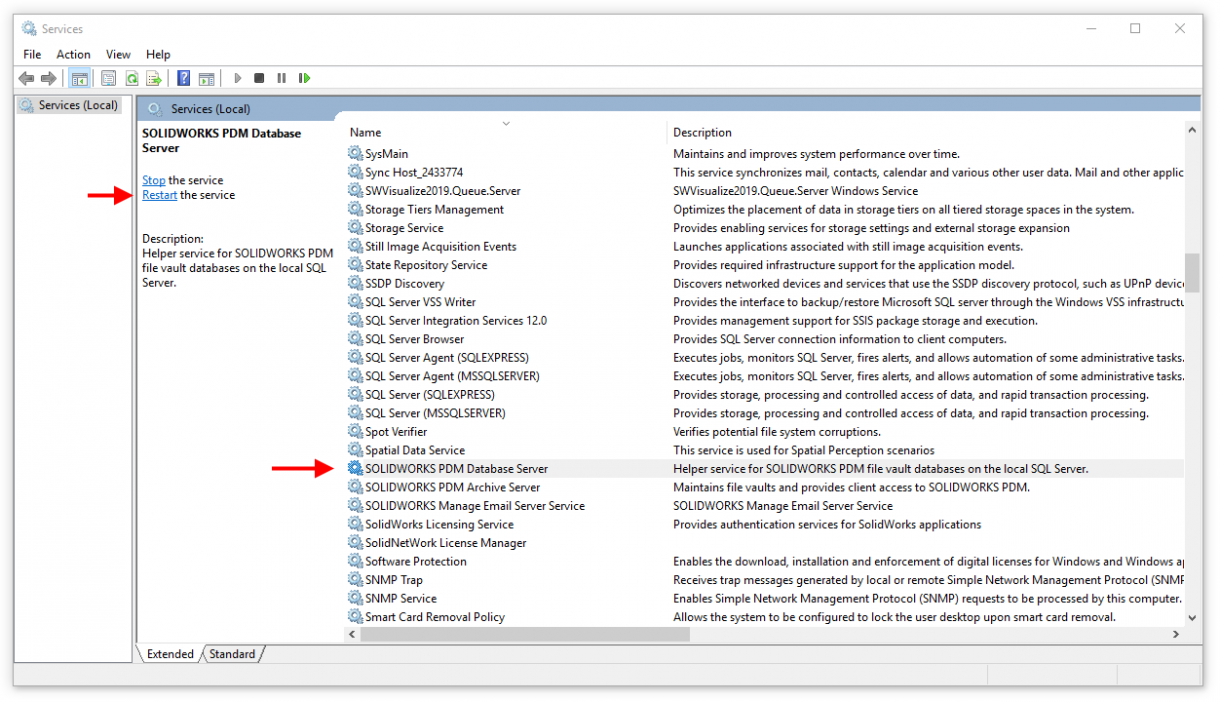 Services
File Action View Help
Services (Local)
Services (Local)
SOLIDWORKS PDM Database
Server
Stop the service
Restart the service
Description:
Helper service for SOLIDWORKS PDM
file vault databases on the local SQL
Server.
Name Description
SysMain Maintains and improves system performance over time.
Sync Host_2433774 This service synchronizes mail, contacts, calendar and various other user data. Mail and other applic
SWVisualize2019.Queue.Server SWVisualize2019.Queue.Server Windows Service
Storage Tiers Management Optimizes the placement of data in storage tiers on all tiered storage spaces in the system.
Storage Service Provides enabling services for storage settings and external storage expansion
Still Image Acquisition Events Launches applications associated with still image acquisition events.
State Repository Service Provides required infrastructure support for the application model.
SSDP Discovery Discovers networked devices and services that use the SSDP discovery protocol, such as UPnP device
SQL Server VSS Writer Provides the interface to backup/restore Microsoft SQL server through the Windows VSS infrastructu
SQL Server Integration Services 12.0 Provides management support for SSIS package storage and execution.
SQL Server Browser Provides SQL Server connection information to client computers.
SQL Server Agent (SQLEXPRESS) Executes jobs, monitors SQL Server, fires alerts, and allows automation of some administrative tasks.
SQL Server Agent (MSSQLSERVER) Executes jobs, monitors SQL Server, fires alerts, and allows automation of some administrative tasks.
SQL Server (SQLEXPRESS) Provides storage, processing and controlled access of data, and rapid transaction processing.
SQL Server (MSSQLSERVER) Provides storage, processing and controlled access of data, and rapid transaction processing.
Spot Verifier Verifies potential file system corruptions.
Spatial Data Service This service is used for Spatial Perception scenarios
SOLIDWORKS PDM Database Server Helper service for SOLIDWORKS PDM file vault databases on the local SQL Server.
SOLIDWORKS PDM Archive Server Maintains file vaults and provides client access to SOLIDWORKS PDM.
SOLIDWORKS Manage Email Server Service SOLIDWORKS Manage Email Server Service
SolidWorks Licensing Service Provides authentication services for SolidWorks applications
SolidNetWork License Manager
Software Protection Enables the download, installation and enforcement of digital licenses for Windows and Windows a
SNMP Trap Receives trap messages generated by local or remote Simple Network Management Protocol (SNMP
SNMP Service Enables Simple Network Management Protocol (SNMP) requests to be processed by this computer.
Smart Card Removal Policy Allows the system to be configured to lock the user desktop upon smart card removal.
Extended Standard